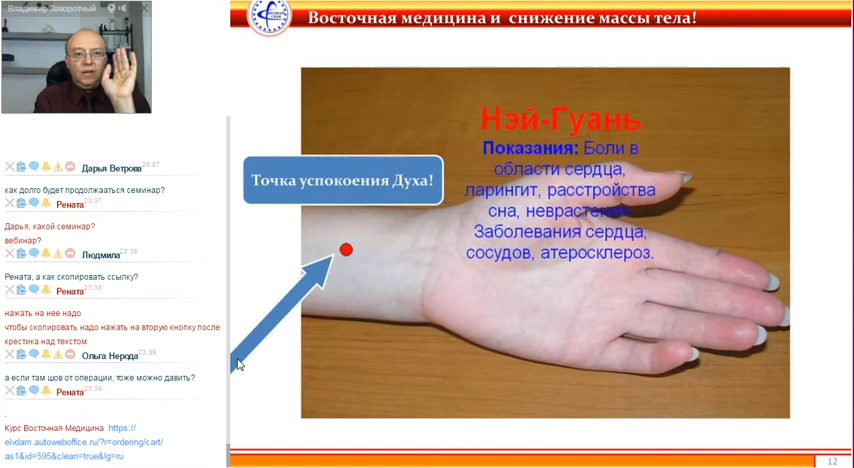 Владимир Заворотный
Восточная медицина и снижение массы тела!
Нэй-Гуань
Показания: Боли в
области сердца,
ларингит, расстройства
сна, неврастения.
Заболевания сердца,
сосудов, атеросклероз.
Точка успокоения Духа!
12
Дарья Ветрова 23:37
как долго будет продолжааться семинар?
Рената 23:37
Дарья, какой семинар?
вебинар?
Людмила 23:38
Рената, а как скопировать ссылку?
Рената 23:38
нажать на нее надо
чтобы скопировать надо нажать на вторую кнопку после
крестика над текстом
Ольга Нерода 23:39
а если там шов от операции, тоже можно давить?
Рената 23:39
.
Курс Восточная Медицина https://
elvdam.autoweboffice.ru/?r=ordering/cart/
as1&id=595&clean=true&lg=ru